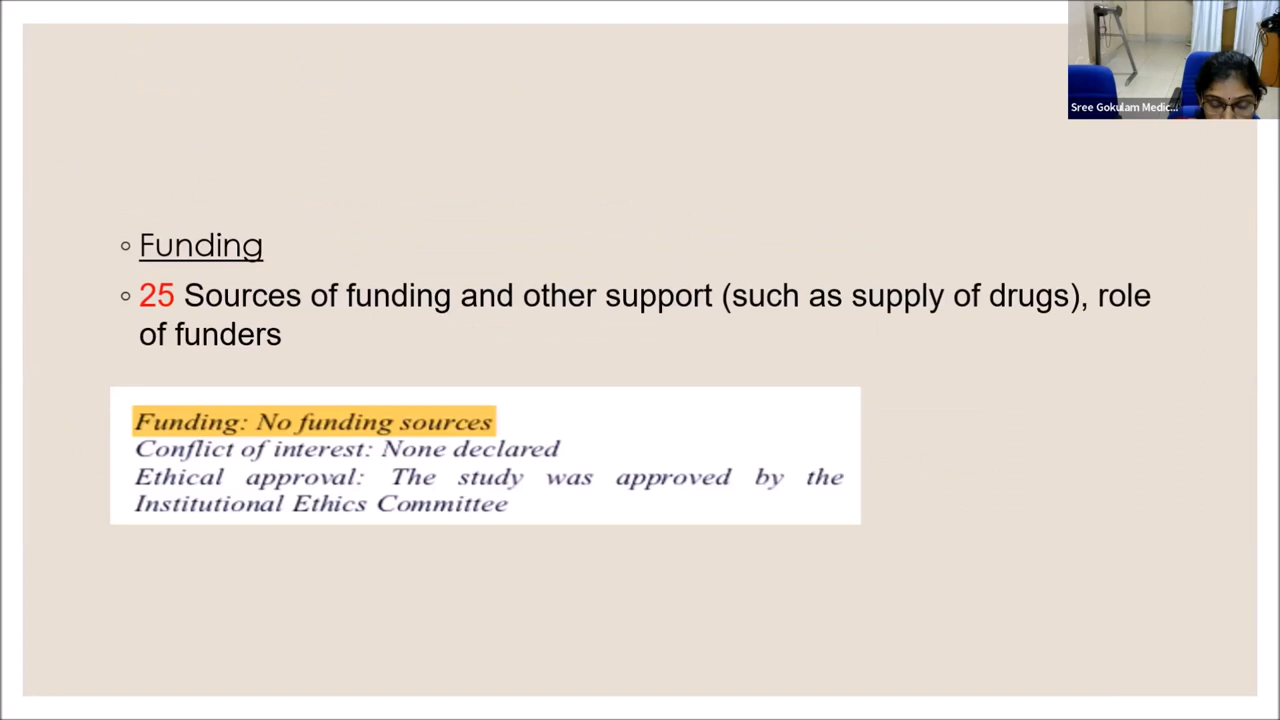 Sree Gokulam Medic...
Funding
25 Sources of funding and other support (such as supply of drugs), role
of funders
Funding: No funding sources
Conflict of interest: None declared
Ethical approval: The study was approved by the
Institutional Ethics Committee